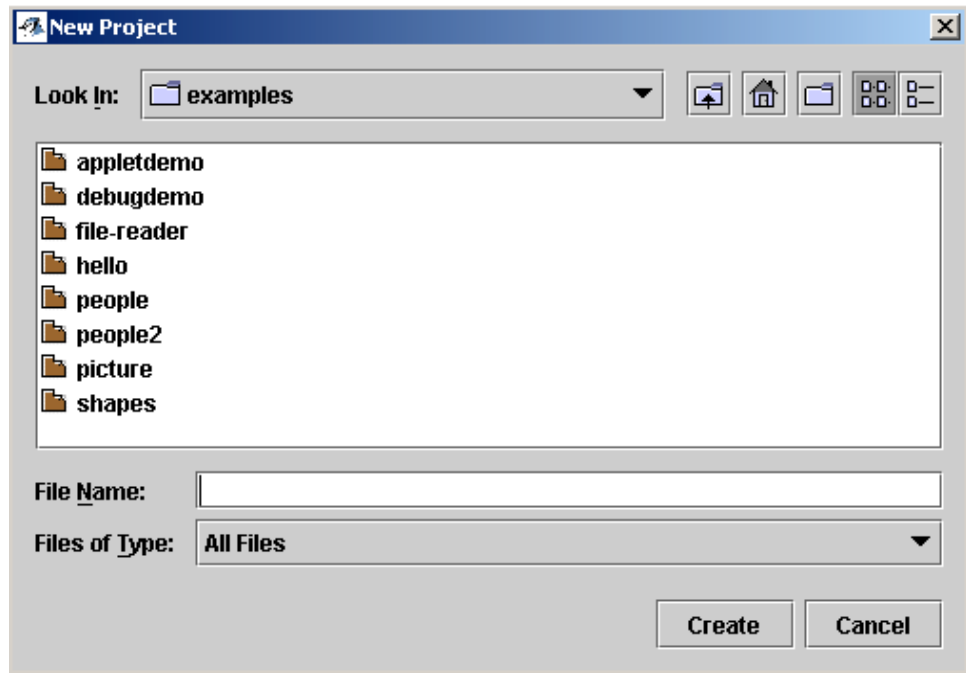 New Project
Look In: examples
appletdemo
debugdemo
file-reader
hello
people
people2
picture
shapes
File Name:
Files of Type: All Files
Create Cancel